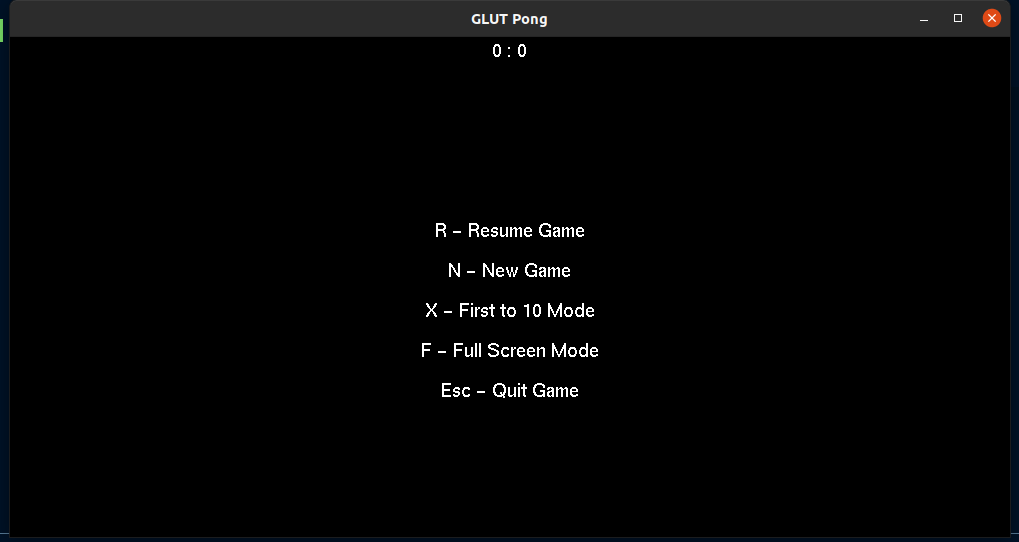 GLUT Pong
0 : 0
R - Resume Game
N - New Game
X - First to 10 Mode
F - Full Screen Mode
Esc - Quit Game